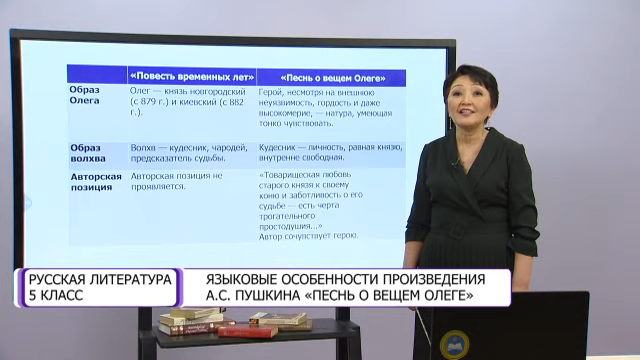 «Повесть временных лет» «Песнь о вещем Олеге»
Образ Олега
Олег — князь новгородский
(с 879 г.) и киевский (с 882
г.).
Герой, несмотря на внешнюю
неуязвимость, гордость и даже
высокомерие, — натура, умеющая
тонко чувствовать.
Образ
волхва
Волхв — кудесник, чародей,
предсказатель судьбы.
Кудесник — личность, равная князю,
внутренне свободная.
Авторская
позиция
Авторская позиция не
проявляется.
«Товарищеская любовь
старого князя к своему
коню и заботливость о его
судьбе — есть черта
трогательного
простодушия...»
Автор сочувствует герою.
РУССКАЯ ЛИТЕРАТУРА
5 КЛАСС
ЯЗЫКОВЫЕ ОСОБЕННОСТИ ПРОИЗВЕДЕНИЯ
А.С. ПУШКИНА «ПЕСНЬ О ВЕЩЕМ ОЛЕГЕ»